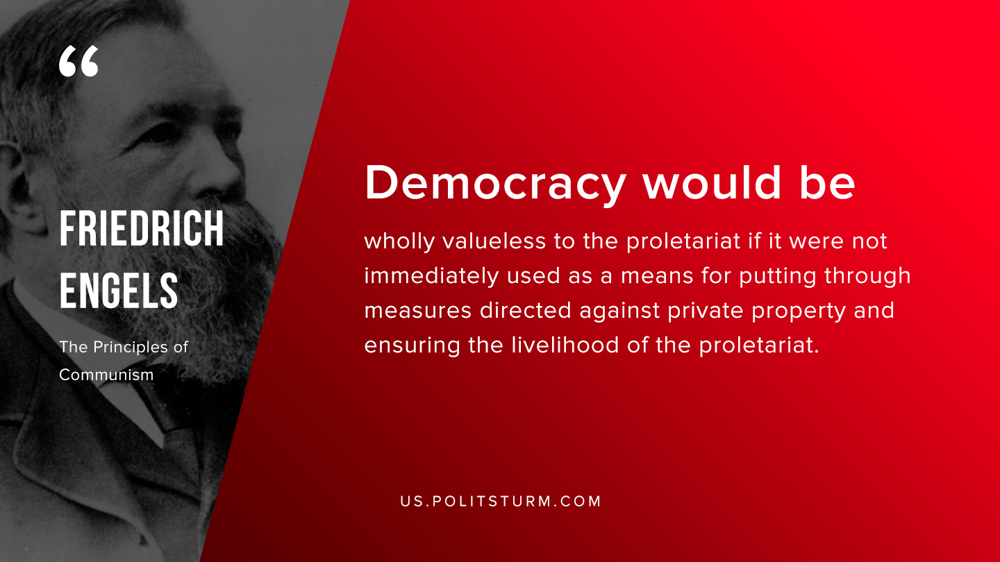 “
FRIEDRICH
ENGELS
The Principles of
Communism
Democracy would be
wholly valueless to the proletariat if it were not
immediately used as a means for putting through
measures directed against private property and
ensuring the livelihood of the proletariat.
US.POLITSTURM.COM